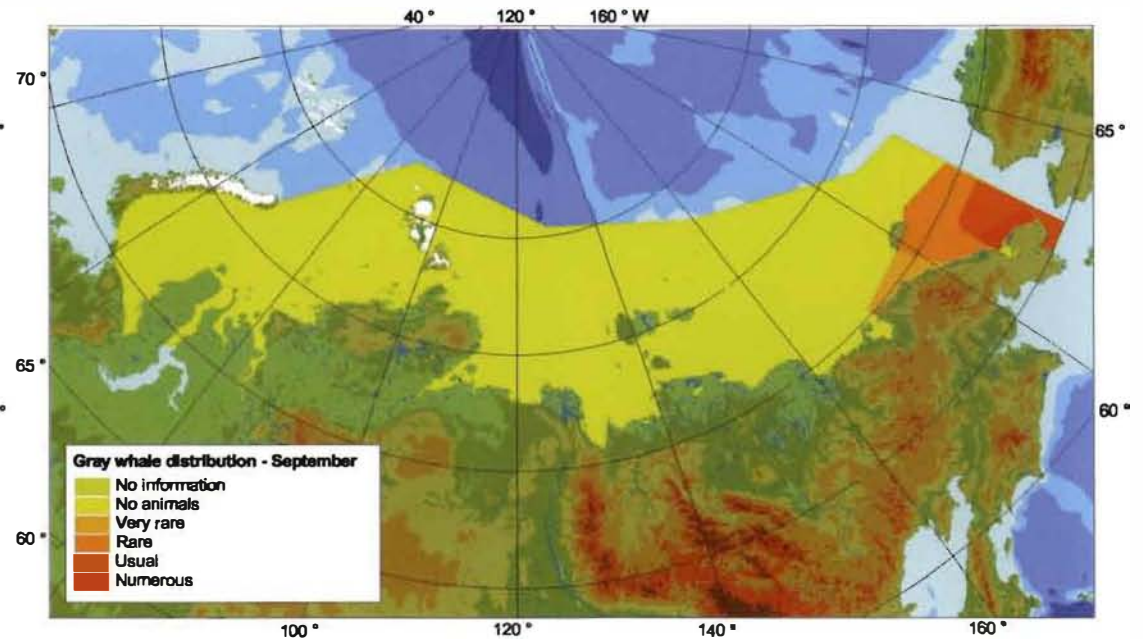 40 ° 120 ° 160 ° W
70 °
65 °
65 °
60 °
Gray whale distribution - September
No information
No animals
Very rare
Rare
Usual
Numerous
60 °
100 ° 120 ° 140 ° 160 °